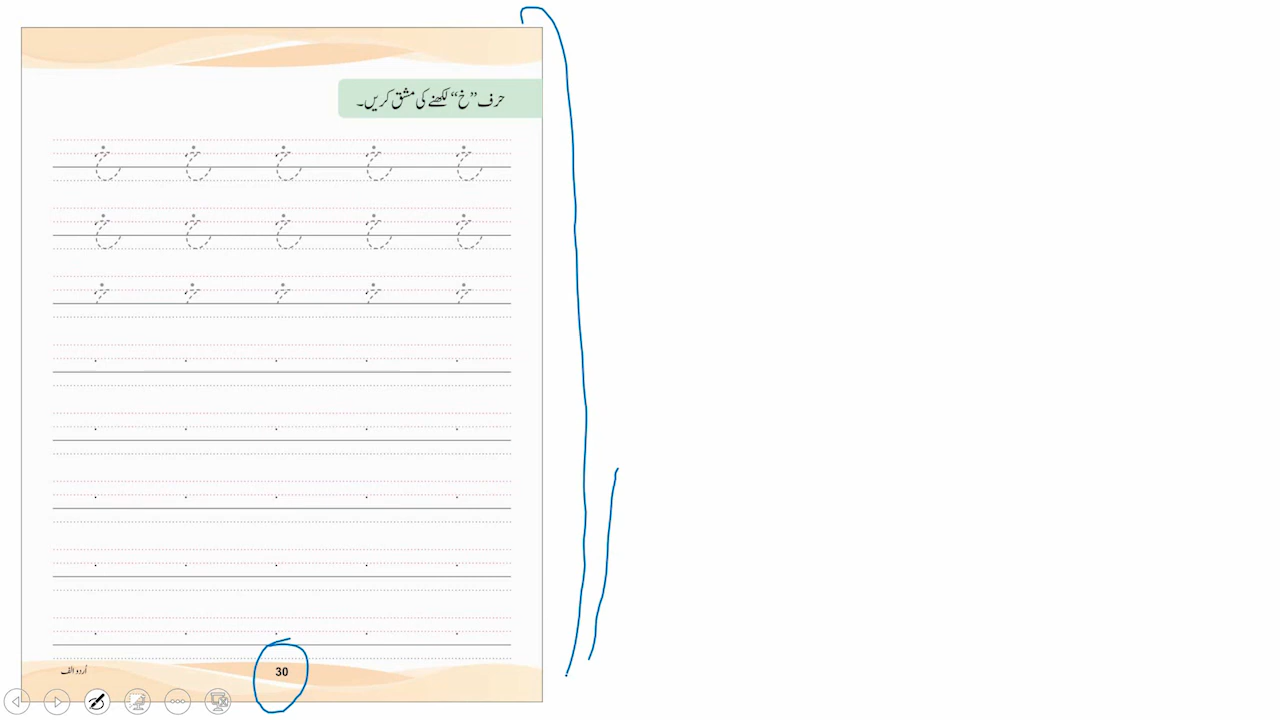 حرف ”خ“ لکھنے کی مشق کریں۔
خ خ خ خ خ
خ خ خ خ خ
30
اُردو الف